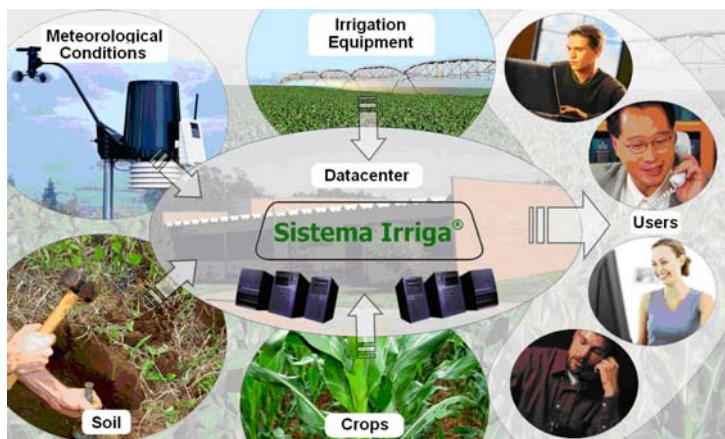 Meteorological
Conditions
Irrigation
Equipment
Datacenter
Sistema Irriga®
Users
Soil
Crops